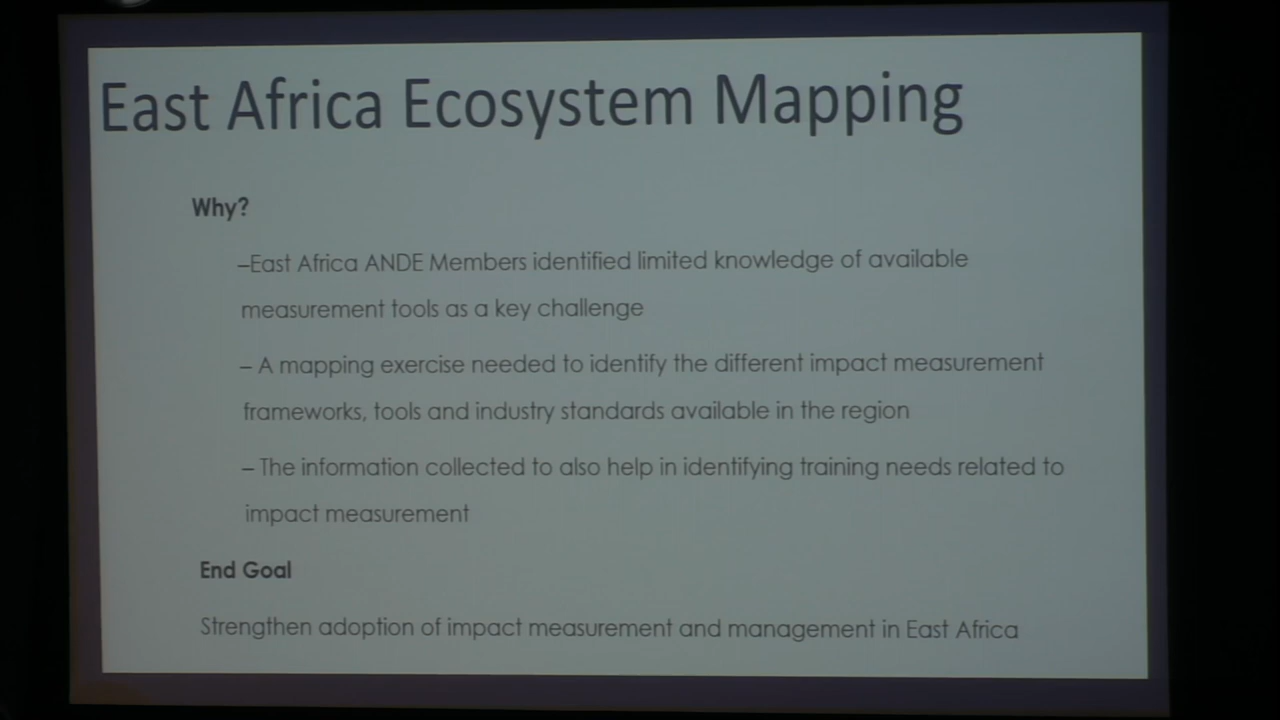 East Africa Ecosystem Mapping
Why?
–East Africa ANDE Members identified limited knowledge of available
measurement tools as a key challenge
– A mapping exercise needed to identify the different impact measurement
frameworks, tools and industry standards available in the region
– The information collected to also help in identifying training needs related to
impact measurement
End Goal
Strengthen adoption of impact measurement and management in East Africa